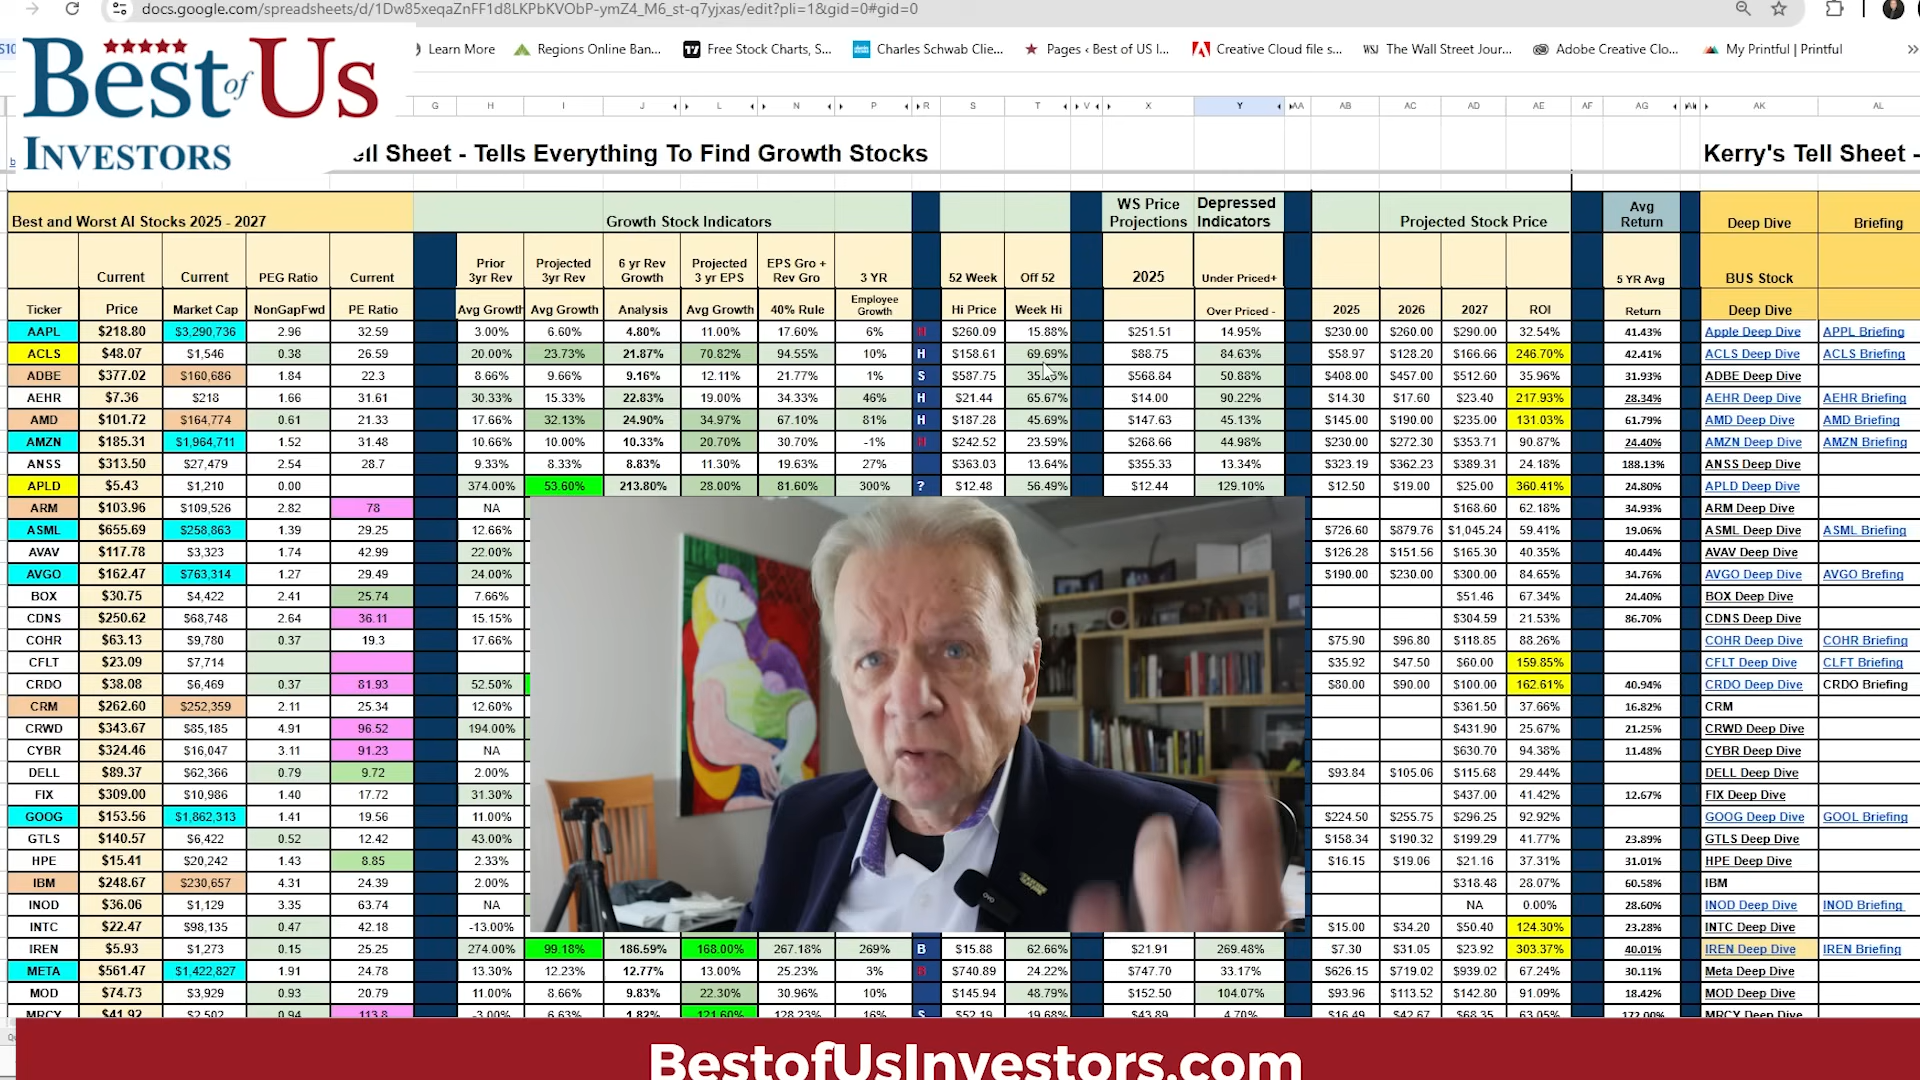 docs.google.com/spreadsheets/d/1Dw85xeqaZnFF1d8LKPbKVObP-ymZ4_M6_st-q7yjxas/edit?pli=1&gid=0#gid=0
Learn More Regions Online Ban... Free Stock Charts, S... Charles Schwab Clie... Pages ‹ Best of US I... Creative Cloud file s... WSJ The Wall Street Jour... Adobe Creative Clo... My Printful | Printful »
Best of Us
INVESTORS
G H I J L N P R S T V X Y AA AB AC AD AE AF AG AK AL
ell Sheet - Tells Everything To Find Growth Stocks Kerry's Tell Sheet -
Best and Worst AI Stocks 2025 - 2027 Growth Stock Indicators WS Price Projections Depressed Indicators Projected Stock Price Avg Return Deep Dive Briefing
Current Current PEG Ratio Current Prior 3yr Rev Projected 3yr Rev 6 yr Rev Growth Projected 3 yr EPS EPS Gro + Rev Gro 3 YR 52 Week Off 52 2025 Under Priced+ 5 YR Avg BUS Stock
Ticker Price Market Cap NonGapFwd PE Ratio Avg Growth Avg Growth Analysis Avg Growth 40% Rule Employee Growth Hi Price Week Hi Over Priced - 2025 2026 2027 ROI Return Deep Dive
AAPL $218.80 $3,290,736 2.96 32.59 3.00% 6.60% 4.80% 11.00% 17.60% 6% $260.09 15.88% $251.51 14.95% $230.00 $260.00 $290.00 32.54% 41.43% Apple Deep Dive APPL Briefing
ACLS $48.07 $1,546 0.38 26.59 20.00% 23.73% 21.87% 70.82% 94.55% 10% H $158.61 69.69% $88.75 84.63% $58.97 $128.20 $166.66 246.70% 42.41% ACLS Deep Dive ACLS Briefing
ADBE $377.02 $160,686 1.84 22.3 8.66% 9.66% 9.16% 12.11% 21.77% 1% S $587.75 $568.84 50.88% $408.00 $457.00 $512.60 35.96% 31.93% ADBE Deep Dive
AEHR $7.36 $218 1.66 31.61 30.33% 15.33% 22.83% 19.00% 34.33% 46% H $21.44 65.67% $14.00 90.22% $14.30 $17.60 $23.40 217.93% 28.34% AEHR Deep Dive AEHR Briefing
AMD $101.72 $164,774 0.61 21.33 17.66% 32.13% 24.90% 34.97% 67.10% 81% H $187.28 45.69% $147.63 45.13% $145.00 $190.00 $235.00 131.03% 61.79% AMD Deep Dive AMD Briefing
AMZN $185.31 $1,964,711 1.52 31.48 10.66% 10.00% 10.33% 20.70% 30.70% -1% $242.52 23.59% $268.66 44.98% $230.00 $272.30 $353.71 90.87% 24.40% AMZN Deep Dive AMZN Briefing
ANSS $313.50 $27,479 2.54 28.7 9.33% 8.33% 8.83% 11.30% 19.63% 27% $363.03 13.64% $355.33 13.34% $323.19 $362.23 $389.31 24.18% 188.13% ANSS Deep Dive
APLD $5.43 $1,210 0.00 374.00% 53.60% 213.80% 28.00% 81.60% 300% ? $12.48 56.49% $12.44 129.10% $12.50 $19.00 $25.00 360.41% 24.80% APLD Deep Dive
ARM $103.96 $109,526 2.82 78 NA $168.60 62.18% 34.93% ARM Deep Dive
ASML $655.69 $258,863 1.39 29.25 12.66% $726.60 $879.76 $1,045.24 59.41% 19.06% ASML Deep Dive ASML Briefing
AVAV $117.78 $3,323 1.74 42.99 22.00% $126.28 $151.56 $165.30 40.35% 40.44% AVAV Deep Dive
AVGO $162.47 $763,314 1.27 29.49 24.00% $190.00 $230.00 $300.00 84.65% 34.76% AVGO Deep Dive AVGO Brefing
BOX $30.75 $4,422 2.41 25.74 7.66% $51.46 67.34% 24.40% BOX Deep Dive
CDNS $250.62 $68,748 2.64 36.11 15.15% $304.59 21.53% 86.70% CDNS Deep Dive
COHR $63.13 $9,780 0.37 19.3 17.66% $75.90 $96.80 $118.85 88.26% COHR Deep Dive COHR Briefing
CFLT $23.09 $7,714 $35.92 $47.50 $60.00 159.85% CFLT Deep Dive CLFT Briefing
CRDO $38.08 $6,469 0.37 81.93 52.50% $80.00 $90.00 $100.00 162.61% 40.94% CRDO Deep Dive CRDO Briefing
CRM $262.60 $252,359 2.11 25.34 12.60% $361.50 37.66% 16.82% CRM
CRWD $343.67 $85,185 4.91 96.52 194.00% $431.90 25.67% 21.25% CRWD Deep Dive
CYBR $324.46 $16,047 3.11 91.23 NA $630.70 94.38% 11.48% CYBR Deep Dive
DELL $89.37 $62,366 0.79 9.72 2.00% $93.84 $105.06 $115.68 29.44% DELL Deep Dive
FIX $309.00 $10,986 1.40 17.72 31.30% $437.00 41.42% 12.67% FIX Deep Dive
GOOG $153.56 $1,862,313 1.41 19.56 11.00% $224.50 $255.75 $296.25 92.92% GOOG Deep Dive GOOL Briefing
GTLS $140.57 $6,422 0.52 12.42 43.00% $158.34 $190.32 $199.29 41.77% 23.89% GTLS Deep Dive
HPE $15.41 $20,242 1.43 8.85 2.33% $16.15 $19.06 $21.16 37.31% 31.01% HPE Deep Dive
IBM $248.67 $230,657 4.31 24.39 2.00% $318.48 28.07% 60.58% IBM
INOD $36.06 $1,129 3.35 63.74 NA NA 0.00% 28.60% INOD Deep Dive INOD Briefing
INTC $22.47 $98,135 0.47 42.18 -13.00% $15.00 $34.20 $50.40 124.30% 23.28% INTC Deep Dive
IREN $5.93 $1,273 0.15 25.25 274.00% 99.18% 186.59% 168.00% 267.18% 269% B $15.88 62.66% $21.91 269.48% $7.30 $31.05 $23.92 303.37% 40.01% IREN Deep Dive IREN Briefing
META $561.47 $1,422,827 1.91 24.78 13.30% 12.23% 12.77% 13.00% 25.23% 3% $740.89 24.22% $747.70 33.17% $626.15 $719.02 $939.02 67.24% 30.11% Meta Deep Dive
MOD $74.73 $3,929 0.93 20.79 11.00% 8.66% 9.83% 22.30% 30.96% 10% $145.94 48.79% $152.50 104.07% $93.96 $113.52 $142.80 91.09% 18.42% MOD Deep Dive
MRCY $41.92 $2,502 0.94 113.8 -3.00% 6.63% 1.82% 121.60% 128.23% 16% S $52.19 19.68% $43.89 4.70% $16.49 $42.67 $68.35 63.05% 172.00% MRCY Deep Dive
BestofUsInvestors.com